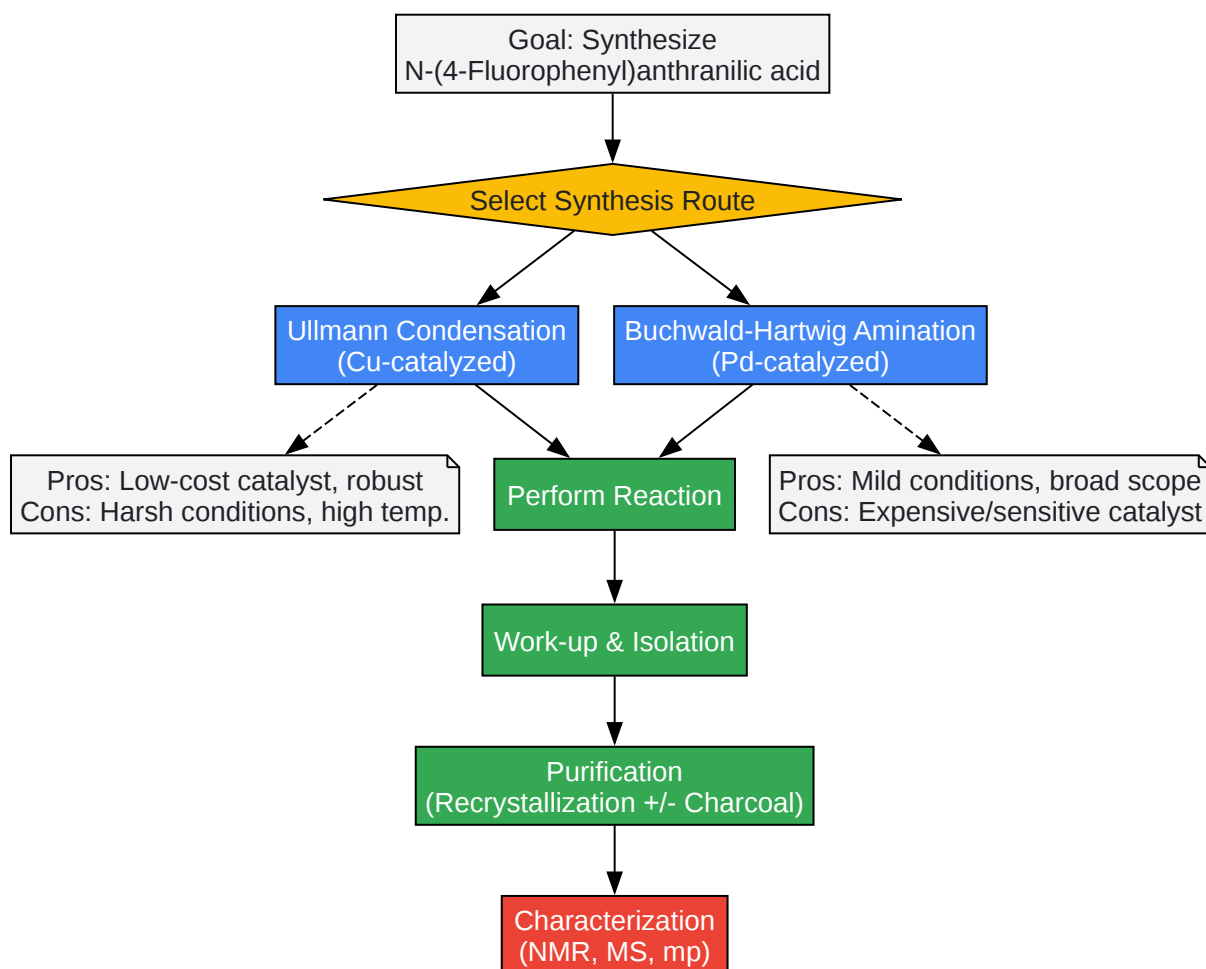 Goal: Synthesize
N-(4-Fluorophenyl)anthranilic acid
Select Synthesis Route
Ullmann Condensation
(Cu-catalyzed)
Buchwald-Hartwig Amination
(Pd-catalyzed)
Pros: Low-cost catalyst, robust
Cons: Harsh conditions, high temp.
Perform Reaction
Pros: Mild conditions, broad scope
Cons: Expensive/sensitive catalyst
Work-up & Isolation
Purification
(Recrystallization +/- Charcoal)
Characterization
(NMR, MS, mp)